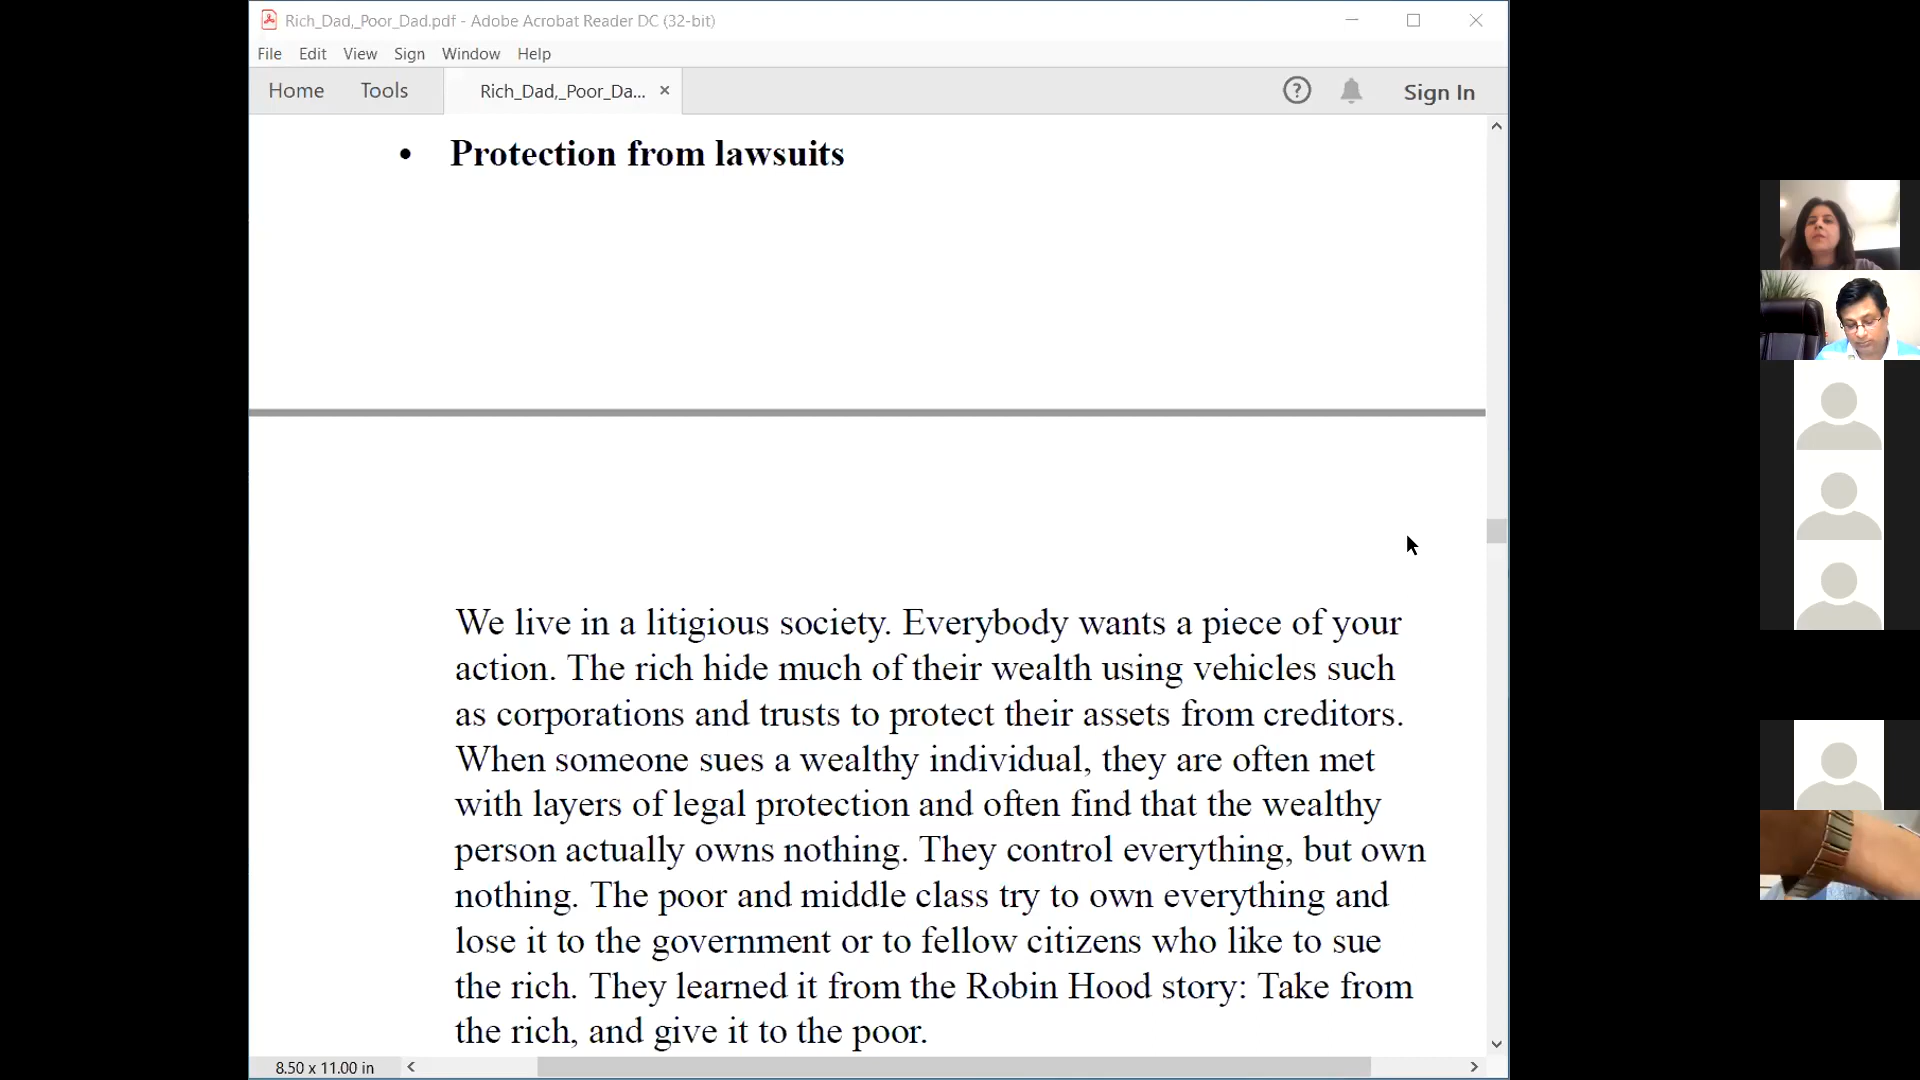 Rich_Dad,_Poor_Dad.pdf - Adobe Acrobat Reader DC (32-bit)
File Edit View Sign Window Help
Home Tools Rich_Dad,_Poor_Da... × ? Sign In
• Protection from lawsuits
We live in a litigious society. Everybody wants a piece of your
action. The rich hide much of their wealth using vehicles such
as corporations and trusts to protect their assets from creditors.
When someone sues a wealthy individual, they are often met
with layers of legal protection and often find that the wealthy
person actually owns nothing. They control everything, but own
nothing. The poor and middle class try to own everything and
lose it to the government or to fellow citizens who like to sue
the rich. They learned it from the Robin Hood story: Take from
the rich, and give it to the poor.
8.50 x 11.00 in